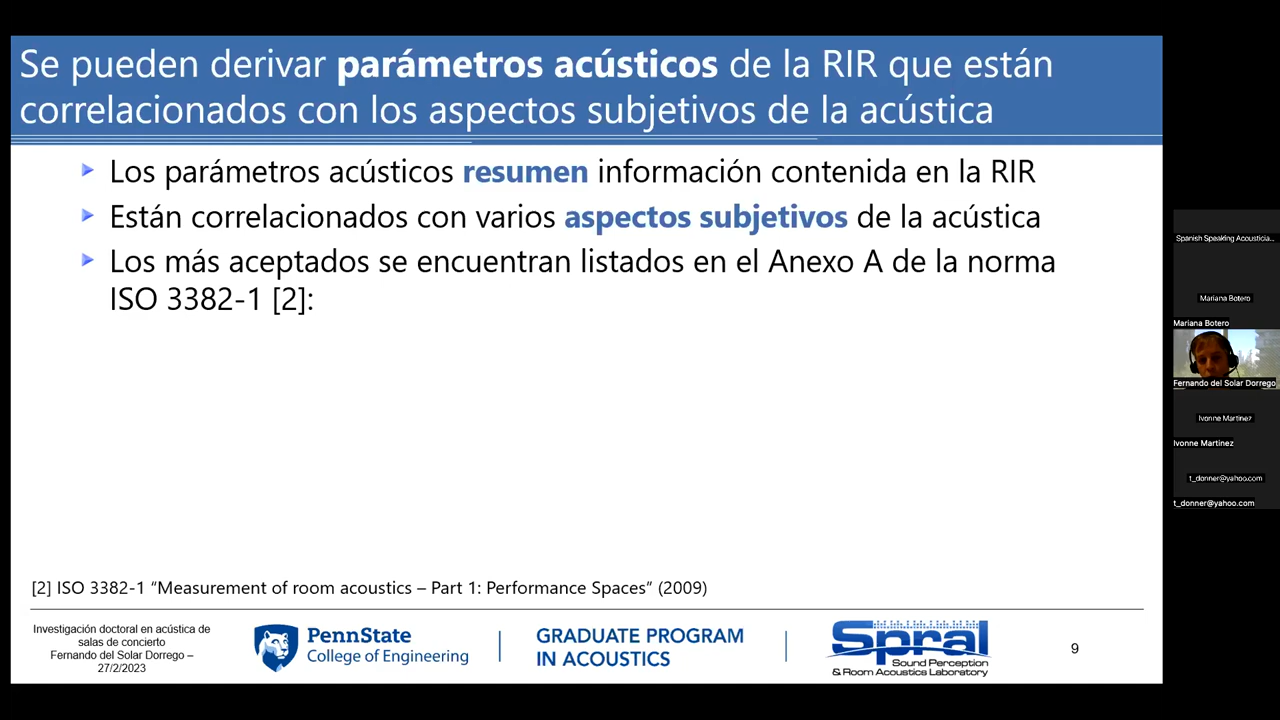 Se pueden derivar parámetros acústicos de la RIR que están
correlacionados con los aspectos subjetivos de la acústica
Los parámetros acústicos resumen información contenida en la RIR
Están correlacionados con varios aspectos subjetivos de la acústica
Los más aceptados se encuentran listados en el Anexo A de la norma
ISO 3382-1 [2]:
[2] ISO 3382-1 “Measurement of room acoustics – Part 1: Performance Spaces” (2009)
Investigación doctoral en acústica de
salas de concierto
Fernando del Solar Dorrego –
27/2/2023
PennState
College of Engineering
GRADUATE PROGRAM
IN ACOUSTICS
Spral
Sound Perception
& Room Acoustics Laboratory
9
Spanish Speaking Acousticia...
Mariana Botero
Mariana Botero
Fernando del Solar Dorrego
Ivonne Martinez
Ivonne Martinez
t_donner@yahoo.com
t_donner@yahoo.com